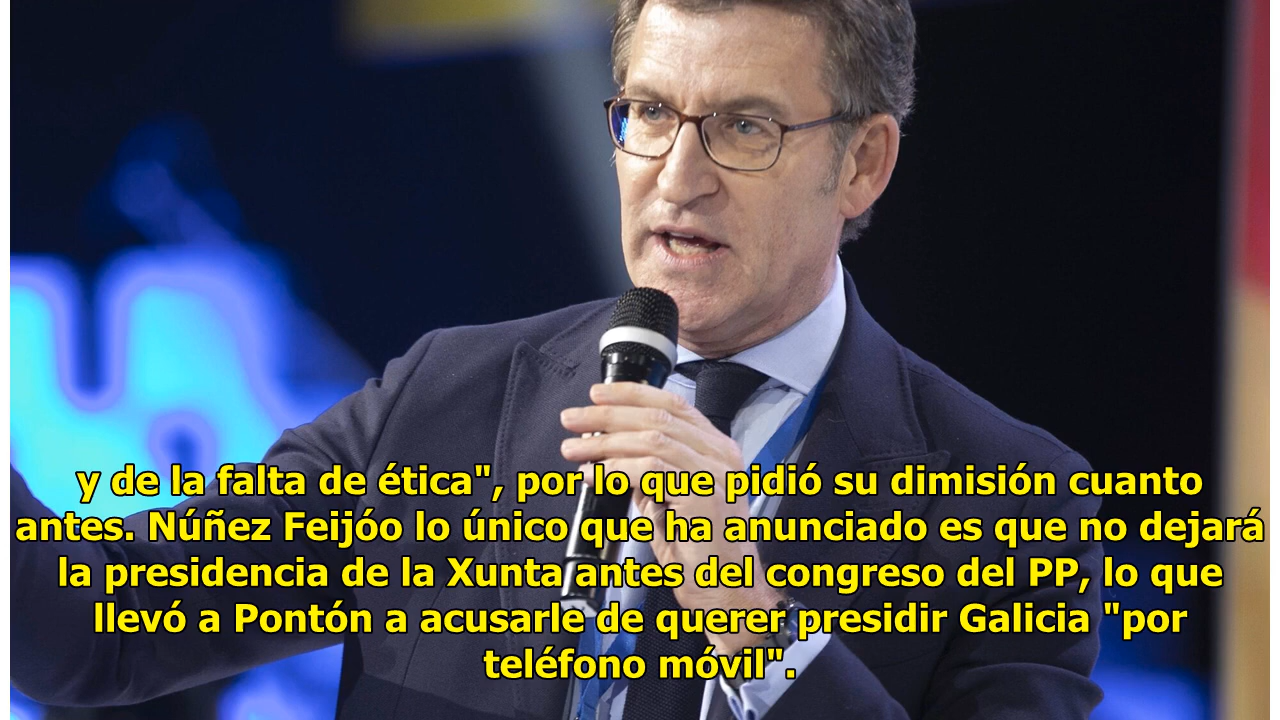 y de la falta de ética", por lo que pidió su dimisión cuanto
antes. Núñez Feijóo lo único que ha anunciado es que no dejará
la presidencia de la Xunta antes del congreso del PP, lo que
llevó a Pontón a acusarle de querer presidir Galicia "por
teléfono móvil".